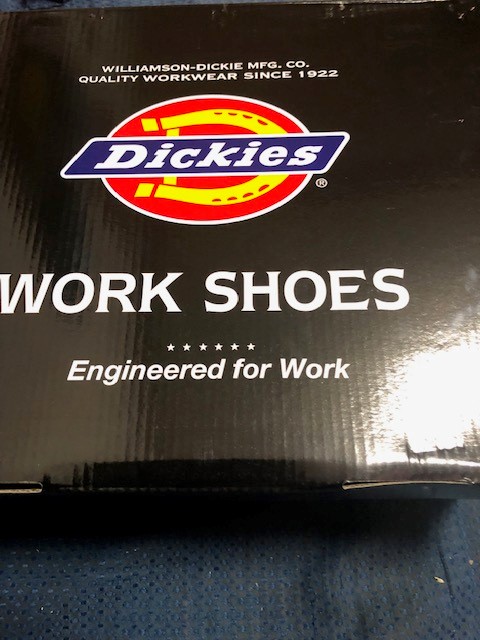 WILLIAMSON-DICKIE MFG. CO.
QUALITY WORKWEAR SINCE 1922
Dickies
®
WORK SHOES
Engineered for Work